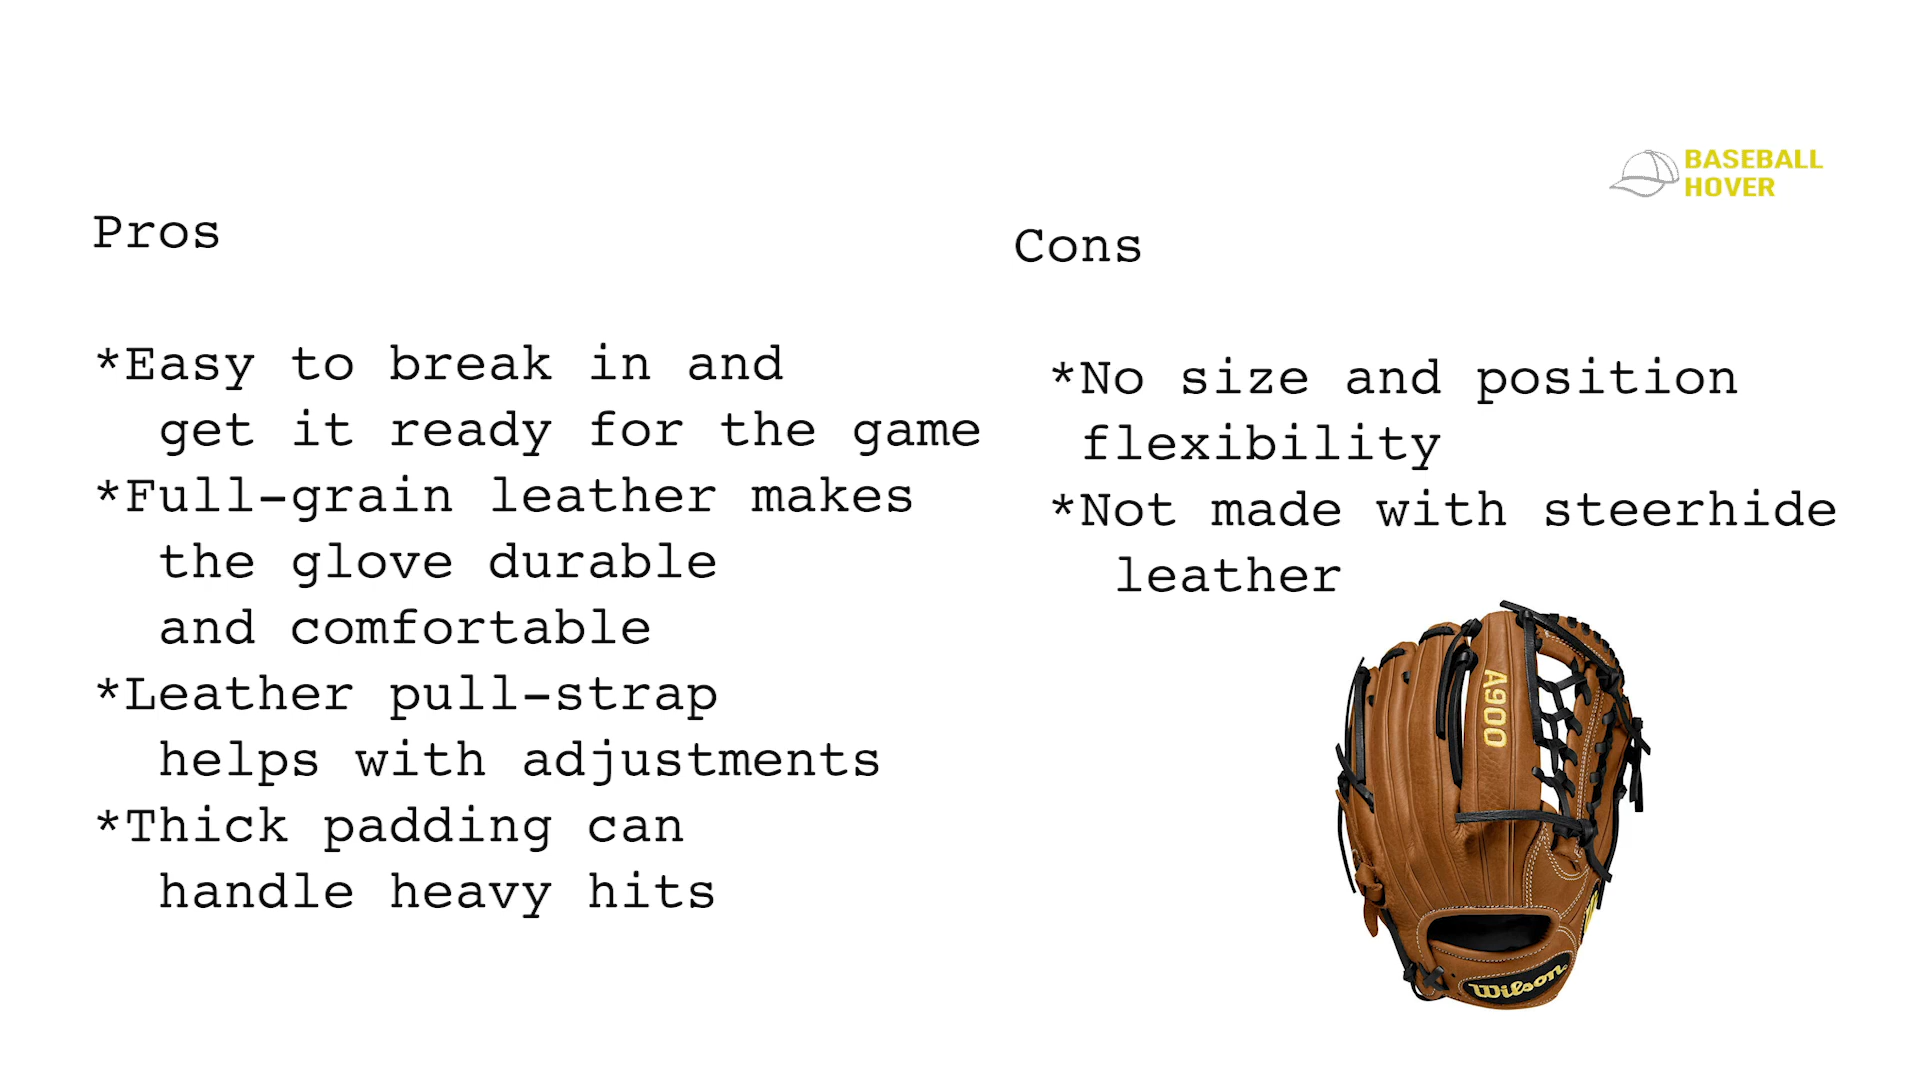 BASEBALL
HOVER
Pros
*Easy to break in and
get it ready for the game
*Full-grain leather makes
the glove durable
and comfortable
*Leather pull-strap
helps with adjustments
*Thick padding can
handle heavy hits
Cons
*No size and position
flexibility
*Not made with steerhide
leather
A900
Wilson